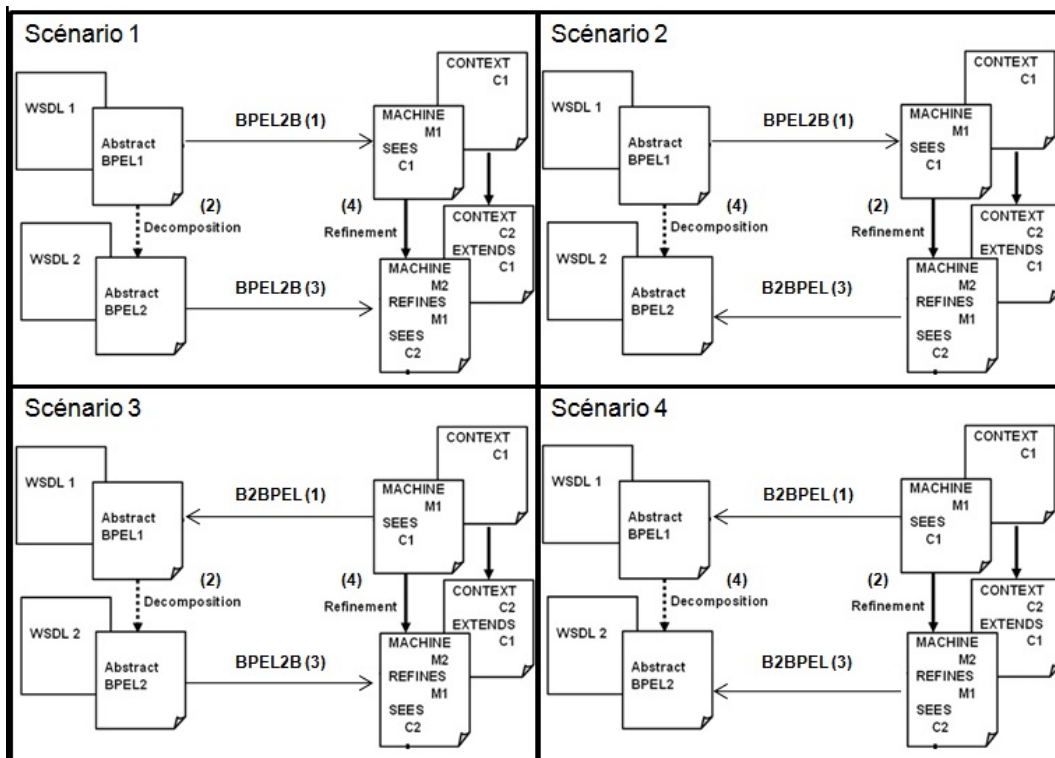 Scénario 1
CONTEXT
C1
WSDL 1
MACHINE
M1
BPEL2B (1)
Abstract
BPEL1
SEES
C1
(2)
(4)
Decomposition
Refinement
CONTEXT
C2
EXTENDS
C1
WSDL 2
MACHINE
M2
Abstract
BPEL2
BPEL2B (3)
REFINES
M1
SEES
C2
Scénario 2
CONTEXT
C1
WSDL 1
MACHINE
M1
BPEL2B (1)
Abstract
BPEL1
SEES
C1
(4)
(2)
Decomposition
Refinement
CONTEXT
C2
EXTENDS
C1
WSDL 2
MACHINE
M2
Abstract
BPEL2
B2BPEL (3)
REFINES
M1
SEES
C2
Scénario 3
CONTEXT
C1
WSDL 1
MACHINE
M1
B2BPEL (1)
Abstract
BPEL1
SEES
C1
(2)
(4)
Decomposition
Refinement
CONTEXT
C2
EXTENDS
C1
WSDL 2
MACHINE
M2
Abstract
BPEL2
BPEL2B (3)
REFINES
M1
SEES
C2
Scénario 4
CONTEXT
C1
WSDL 1
MACHINE
M1
B2BPEL (1)
Abstract
BPEL1
SEES
C1
(4)
(2)
Decomposition
Refinement
CONTEXT
C2
EXTENDS
C1
WSDL 2
MACHINE
M2
Abstract
BPEL2
B2BPEL (3)
REFINES
M1
SEES
C2